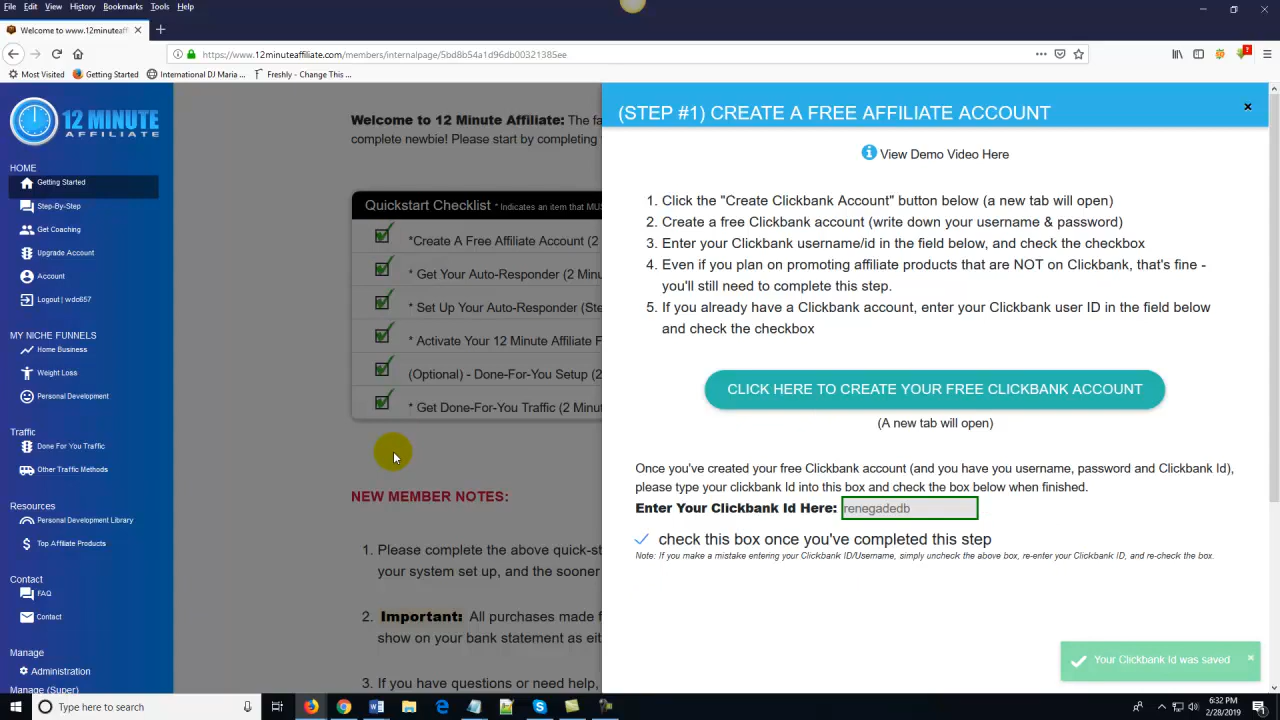 File Edit View History Bookmarks Tools Help
Welcome to www.12minuteaffi
https://www.12minuteaffiliate.com/members/internalpage/5bd8b54a1d96db00321385ee
Most Visited Getting Started International DJ Maria ... Freshly - Change This ...
12 MINUTE
AFFILIATE
HOME
Getting Started
Step-By-Step
Get Coaching
Upgrade Account
Account
Logout | wdc657
MY NICHE FUNNELS
Home Business
Weight Loss
Personal Development
Traffic
Done For You Traffic
Other Traffic Methods
Resources
Personal Development Library
Top Affiliate Products
Contact
FAQ
Contact
Manage
Administration
Manage (Super)
Welcome to 12 Minute Affiliate: The fa
complete newbie! Please start by completing
Quickstart Checklist * Indicates an item that MUS
*Create A Free Affiliate Account (2
* Get Your Auto-Responder (2 Minu
* Set Up Your Auto-Responder (Ste
* Activate Your 12 Minute Affiliate F
(Optional) - Done-For-You Setup (2
* Get Done-For-You Traffic (2 Minut
NEW MEMBER NOTES:
1. Please complete the above quick-st
your system set up, and the sooner
2. Important: All purchases made f
show on your bank statement as eit
3. If you have questions or need help,
(STEP #1) CREATE A FREE AFFILIATE ACCOUNT
View Demo Video Here
1. Click the "Create Clickbank Account" button below (a new tab will open)
2. Create a free Clickbank account (write down your username & password)
3. Enter your Clickbank username/id in the field below, and check the checkbox
4. Even if you plan on promoting affiliate products that are NOT on Clickbank, that's fine -
you'll still need to complete this step.
5. If you already have a Clickbank account, enter your Clickbank user ID in the field below
and check the checkbox
CLICK HERE TO CREATE YOUR FREE CLICKBANK ACCOUNT
(A new tab will open)
Once you've created your free Clickbank account (and you have you username, password and Clickbank Id),
please type your clickbank Id into this box and check the box below when finished.
Enter Your Clickbank Id Here: renegadedb
check this box once you've completed this step
Note: If you make a mistake entering your Clickbank ID/Username, simply uncheck the above box, re-enter your Clickbank ID, and re-check the box.
Your Clickbank Id was saved
Type here to search
6:32 PM
2/28/2019